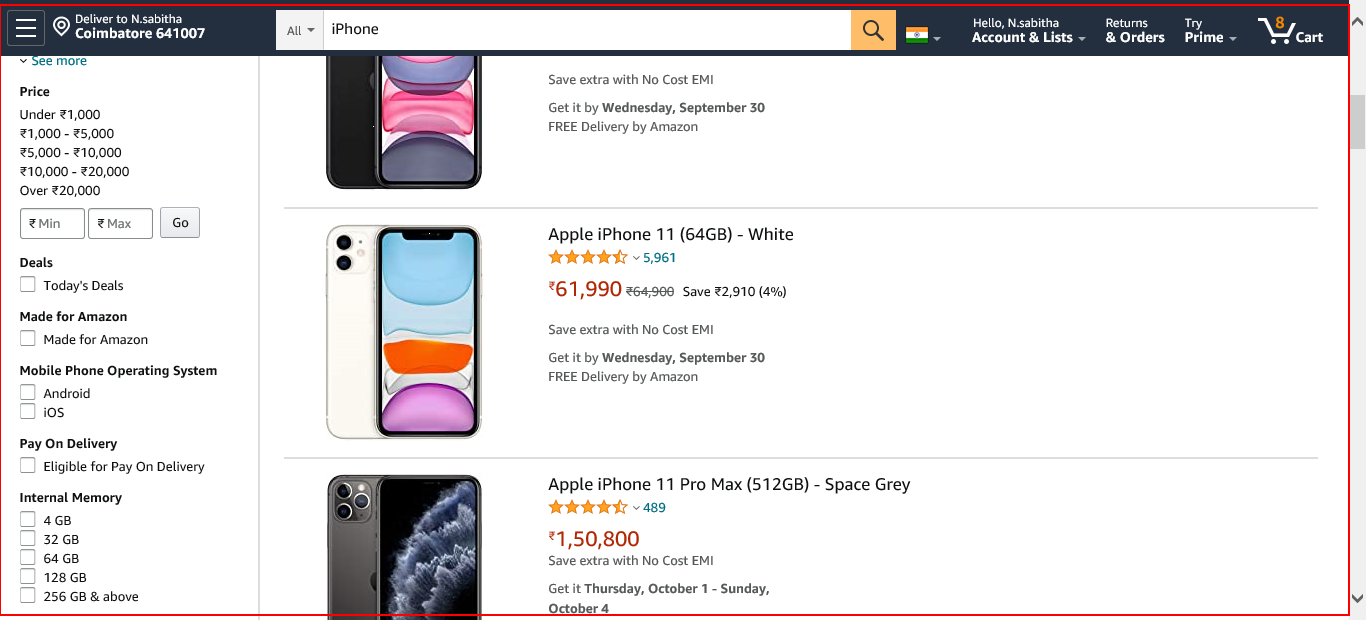 Deliver to N.sabitha
Coimbatore 641007
All
iPhone
Hello, N.sabitha
Account & Lists
Returns
& Orders
Try
Prime
8
Cart
See more
Price
Under ₹1,000
₹1,000 - ₹5,000
₹5,000 - ₹10,000
₹10,000 - ₹20,000
Over ₹20,000
₹ Min
₹ Max
Go
Deals
Today's Deals
Made for Amazon
Made for Amazon
Mobile Phone Operating System
Android
iOS
Pay On Delivery
Eligible for Pay On Delivery
Internal Memory
4 GB
32 GB
64 GB
128 GB
256 GB & above
Save extra with No Cost EMI
Get it by Wednesday, September 30
FREE Delivery by Amazon
Apple iPhone 11 (64GB) - White
5,961
₹61,990 ₹64,900 Save ₹2,910 (4%)
Save extra with No Cost EMI
Get it by Wednesday, September 30
FREE Delivery by Amazon
Apple iPhone 11 Pro Max (512GB) - Space Grey
489
₹1,50,800
Save extra with No Cost EMI
Get it Thursday, October 1 - Sunday,
October 4